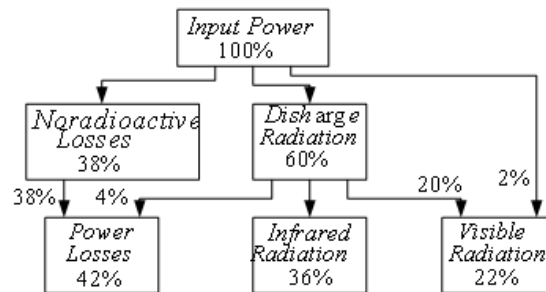 Input Power
100%
Noradioactive
Losses
38%
Disharge
Radiation
60%
38%
4%
20%
2%
Power
Losses
42%
Infrared
Radiation
36%
Visible
Radiation
22%